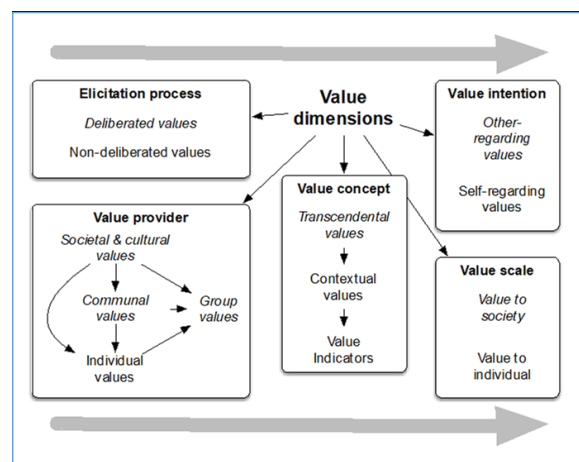 Elicitation process
Deliberated values
Non-deliberated values
Value
dimensions
Value intention
Other-
regarding
values
Self-regarding
values
Value provider
Societal & cultural
values
Communal
values
Group
values
Individual
values
Value concept
Transcendental
values
Contextual
values
Value
Indicators
Value scale
Value to
society
Value to
individual